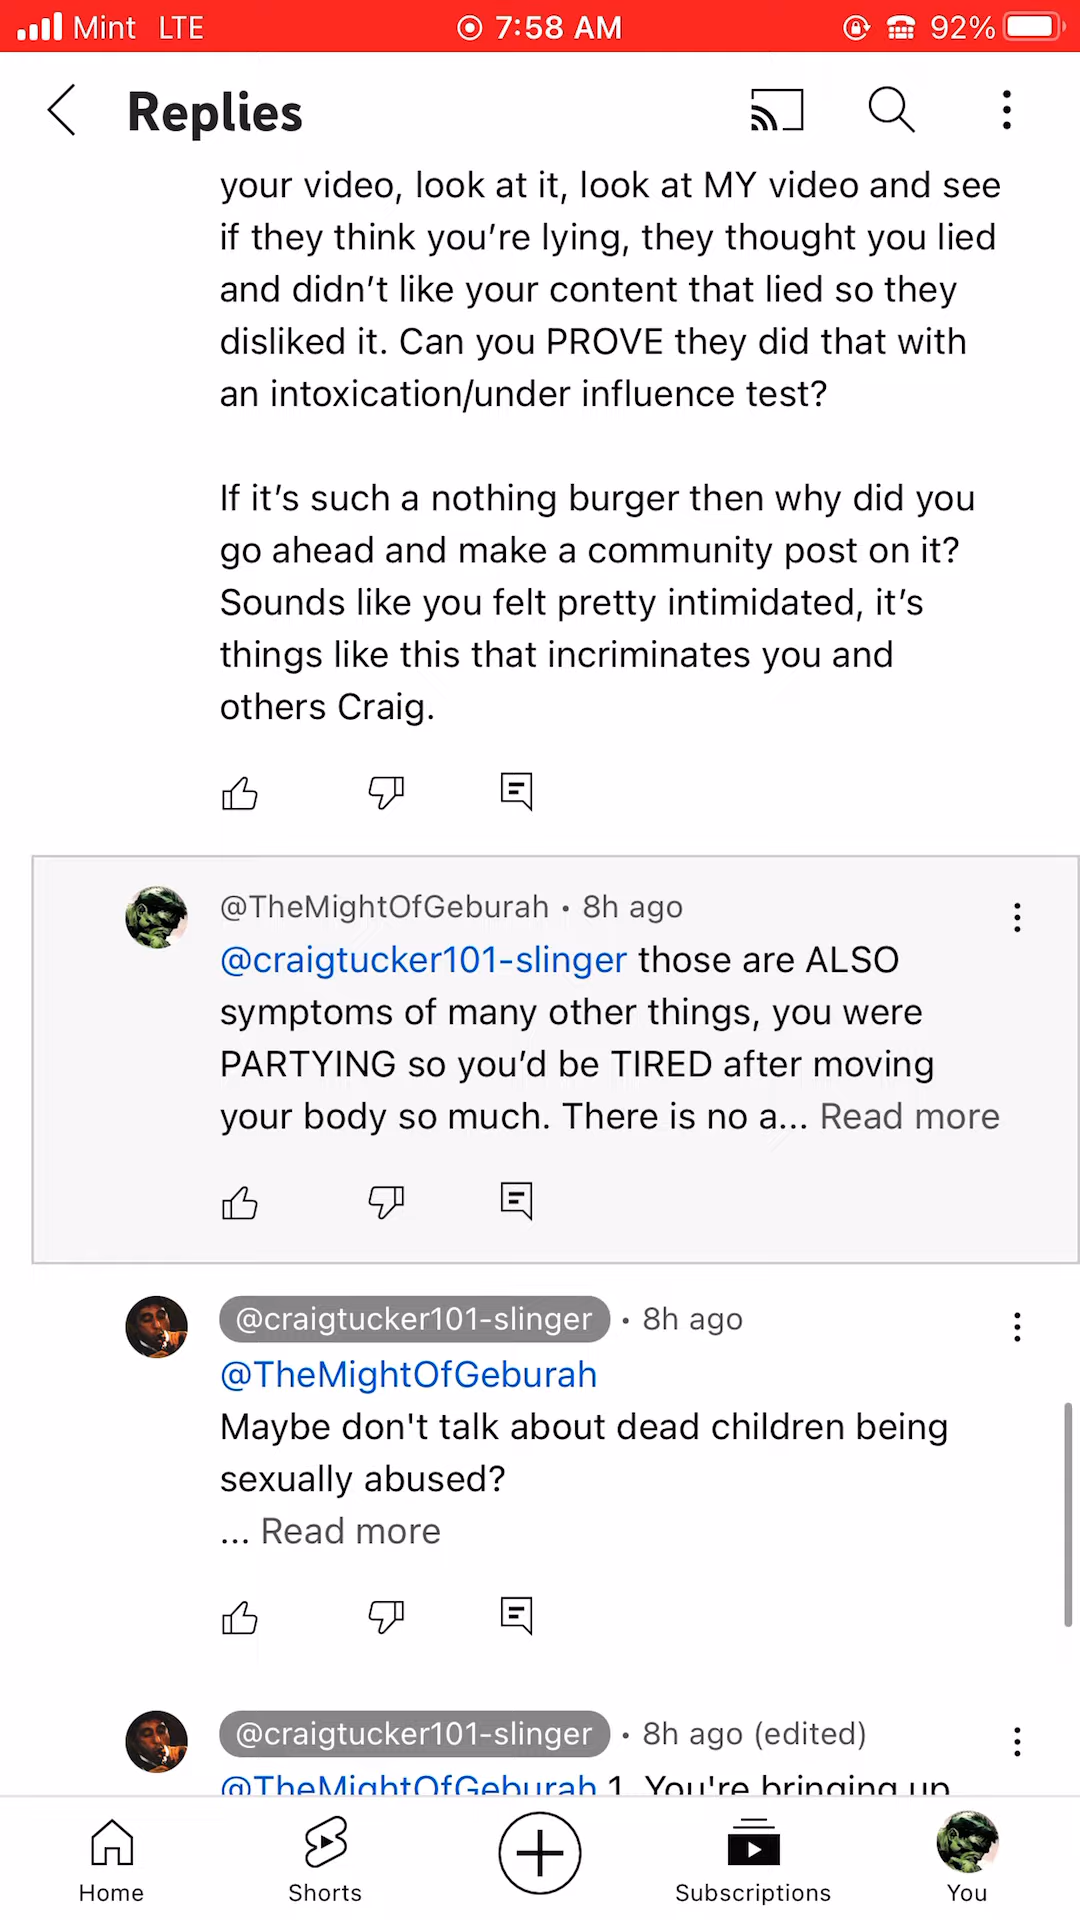 Mint LTE 7:58 AM 92%
Replies
your video, look at it, look at MY video and see
if they think you’re lying, they thought you lied
and didn’t like your content that lied so they
disliked it. Can you PROVE they did that with
an intoxication/under influence test?
If it’s such a nothing burger then why did you
go ahead and make a community post on it?
Sounds like you felt pretty intimidated, it’s
things like this that incriminates you and
others Craig.
@TheMightOfGeburah • 8h ago
@craigtucker101-slinger those are ALSO
symptoms of many other things, you were
PARTYING so you’d be TIRED after moving
your body so much. There is no a... Read more
@craigtucker101-slinger • 8h ago
@TheMightOfGeburah
Maybe don't talk about dead children being
sexually abused?
... Read more
@craigtucker101-slinger • 8h ago (edited)
@TheMightOfGeburah 1. You're bringing up
Home Shorts Subscriptions You